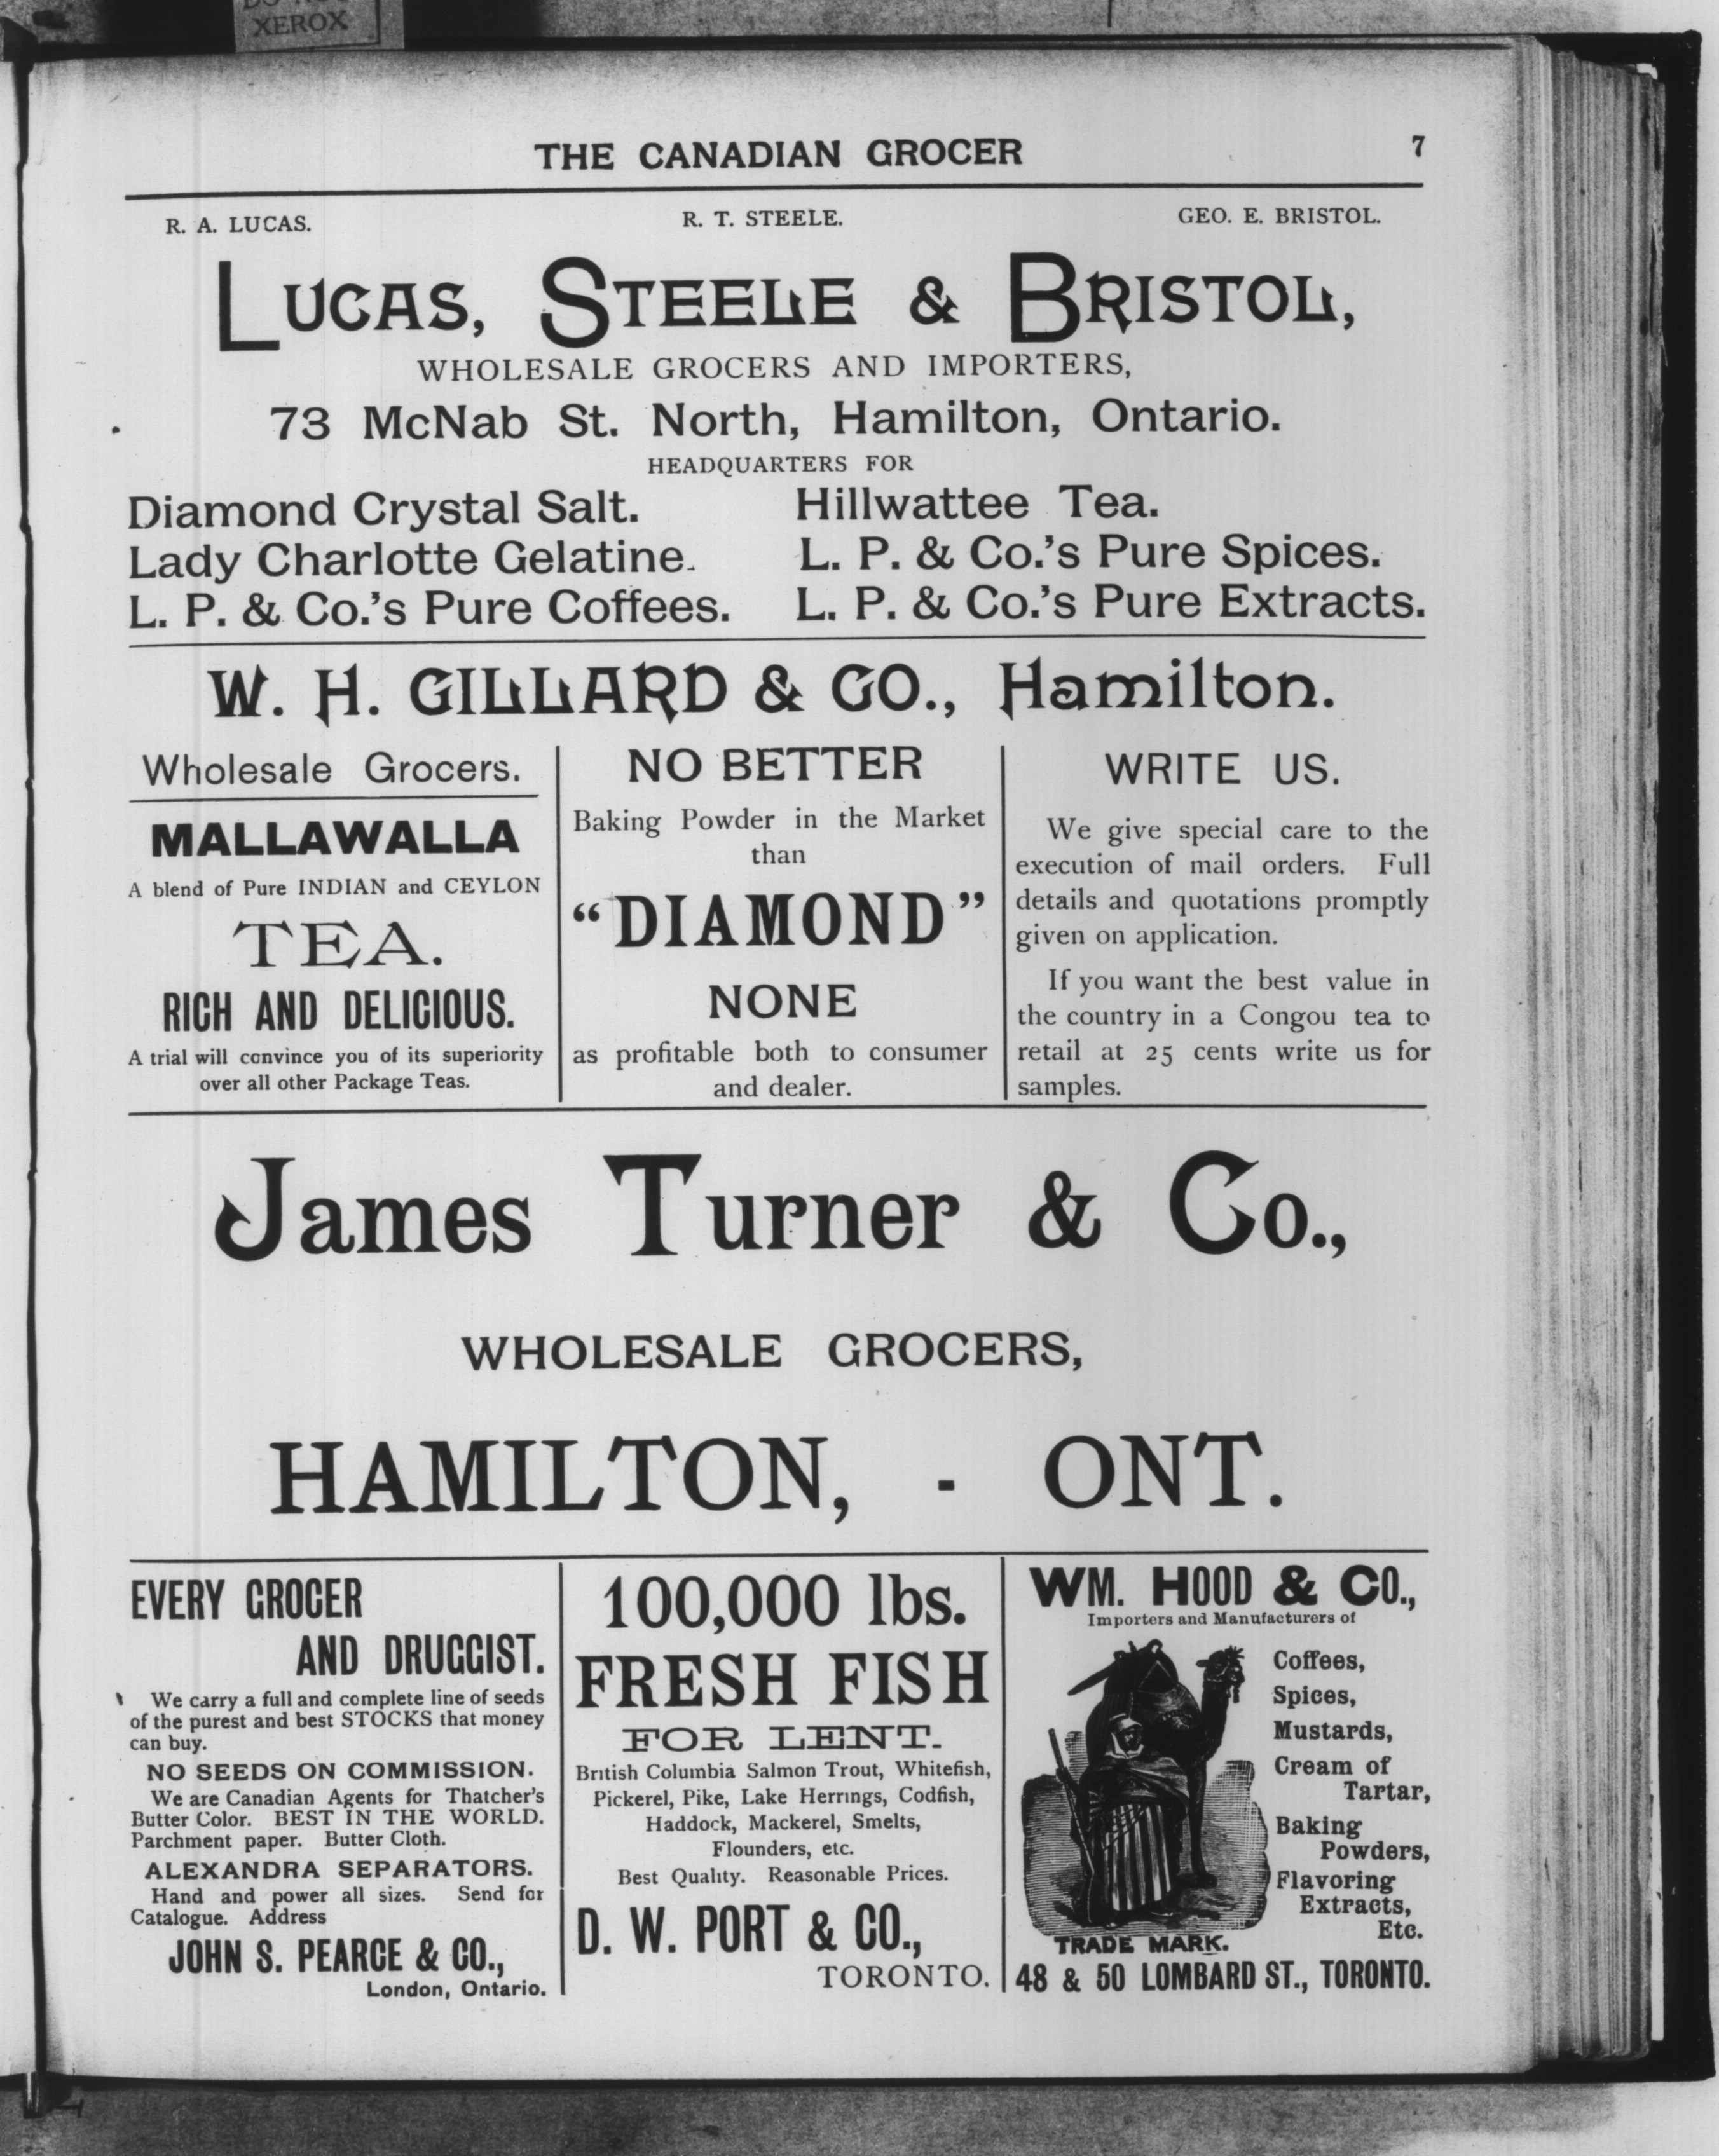 XEROX
THE CANADIAN GROCER 7
R. A. LUCAS. R. T. STEELE. GEO. E. BRISTOL.
LUCAS, STEELE & BRISTOL,
WHOLESALE GROCERS AND IMPORTERS,
73 McNab St. North, Hamilton, Ontario.
HEADQUARTERS FOR
Diamond Crystal Salt. Hillwattee Tea.
Lady Charlotte Gelatine. L. P. & Co.'s Pure Spices.
L. P. & Co.'s Pure Coffees. L. P. & Co.'s Pure Extracts.
W. H. GILLARD & CO., Hamilton.
Wholesale Grocers.
MALLAWALLA
A blend of Pure INDIAN and CEYLON
TEA.
RICH AND DELICIOUS.
A trial will convince you of its superiority
over all other Package Teas.
NO BETTER
Baking Powder in the Market
than
"DIAMOND"
NONE
as profitable both to consumer
and dealer.
WRITE US.
We give special care to the
execution of mail orders. Full
details and quotations promptly
given on application.
If you want the best value in
the country in a Congou tea to
retail at 25 cents write us for
samples.
James Turner & Co.,
WHOLESALE GROCERS,
HAMILTON, - ONT.
EVERY GROCER
AND DRUGGIST.
We carry a full and complete line of seeds
of the purest and best STOCKS that money
can buy.
NO SEEDS ON COMMISSION.
We are Canadian Agents for Thatcher's
Butter Color. BEST IN THE WORLD.
Parchment paper. Butter Cloth.
ALEXANDRA SEPARATORS.
Hand and power all sizes. Send for
Catalogue. Address
JOHN S. PEARCE & CO.,
London, Ontario.
100,000 lbs.
FRESH FISH
FOR LENT.
British Columbia Salmon Trout, Whitefish,
Pickerel, Pike, Lake Herrings, Codfish,
Haddock, Mackerel, Smelts,
Flounders, etc.
Best Quality. Reasonable Prices.
D. W. PORT & CO.,
TORONTO.
WM. HOOD & CO.,
Importers and Manufacturers of
Coffees,
Spices,
Mustards,
Cream of
Tartar,
Baking
Powders,
Flavoring
Extracts,
Etc.
TRADE MARK.
48 & 50 LOMBARD ST., TORONTO.